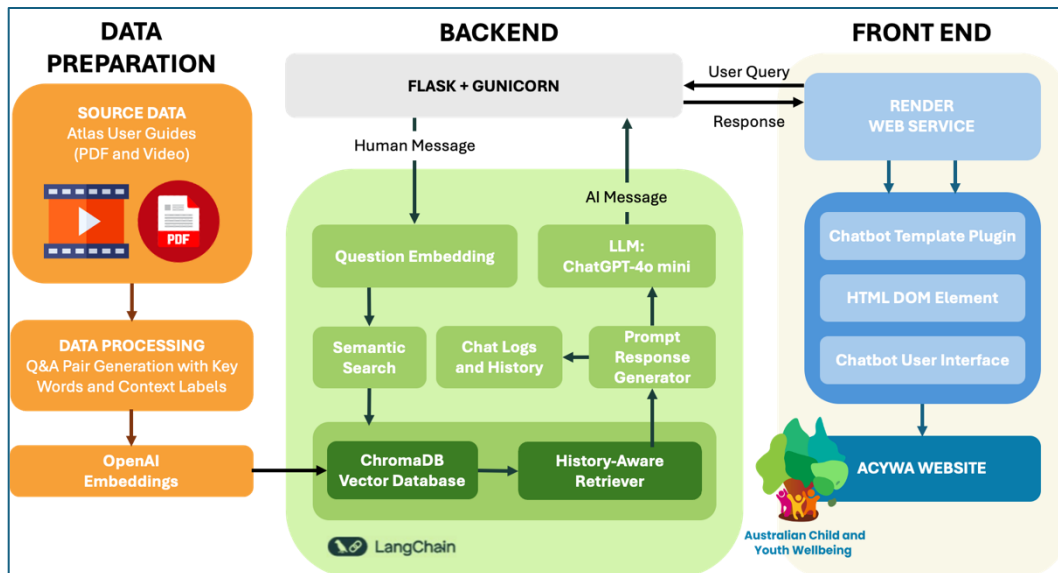 DATA
PREPARATION
SOURCE DATA
Atlas User Guides
(PDF and Video)
PDF
DATA PROCESSING
Q&A Pair Generation with Key
Words and Context Labels
OpenAI
Embeddings
BACKEND
FLASK + GUNICORN
Human Message
AI Message
Question Embedding
LLM:
ChatGPT-4o mini
Semantic
Search
Chat Logs
and History
Prompt
Response
Generator
ChromaDB
Vector Database
History-Aware
Retriever
LangChain
FRONT END
User Query
Response
RENDER
WEB SERVICE
Chatbot Template Plugin
HTML DOM Element
Chatbot User Interface
ACYWA WEBSITE
Australian Child and
Youth Wellbeing